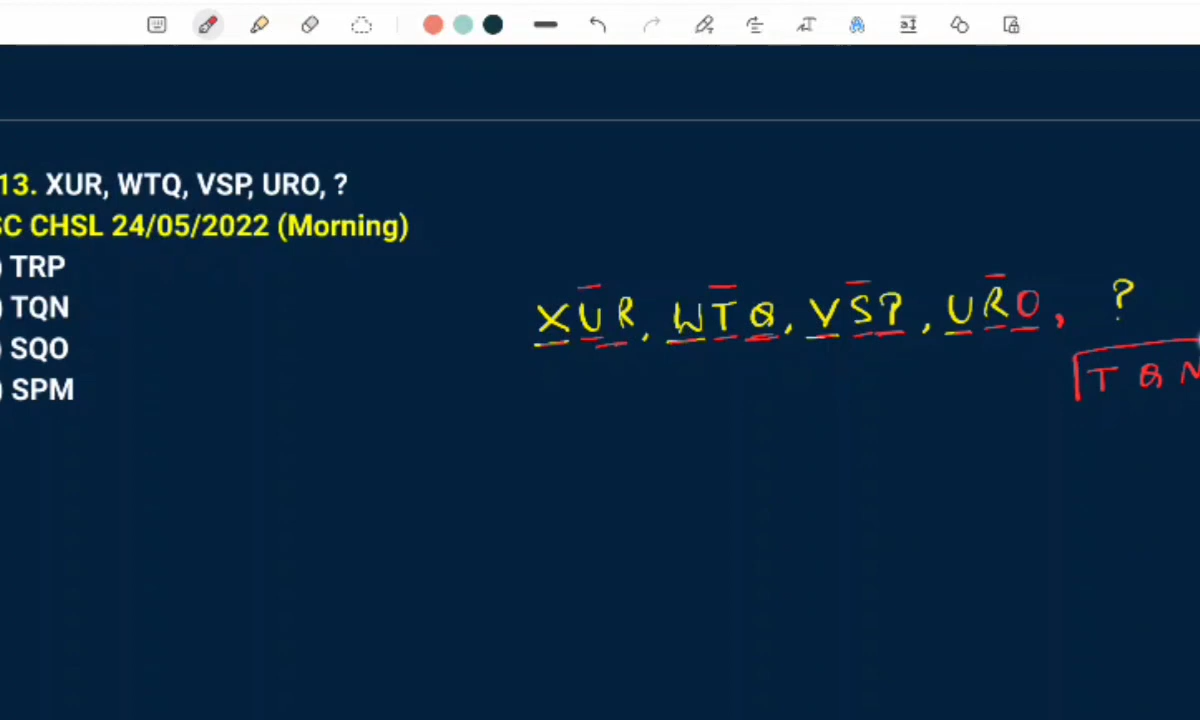 13. XUR, WTQ, VSP, URO, ?
SC CHSL 24/05/2022 (Morning)
) TRP
) TQN
) SQO
) SPM
XUR, WTQ, VSP, URO, ?
TQN